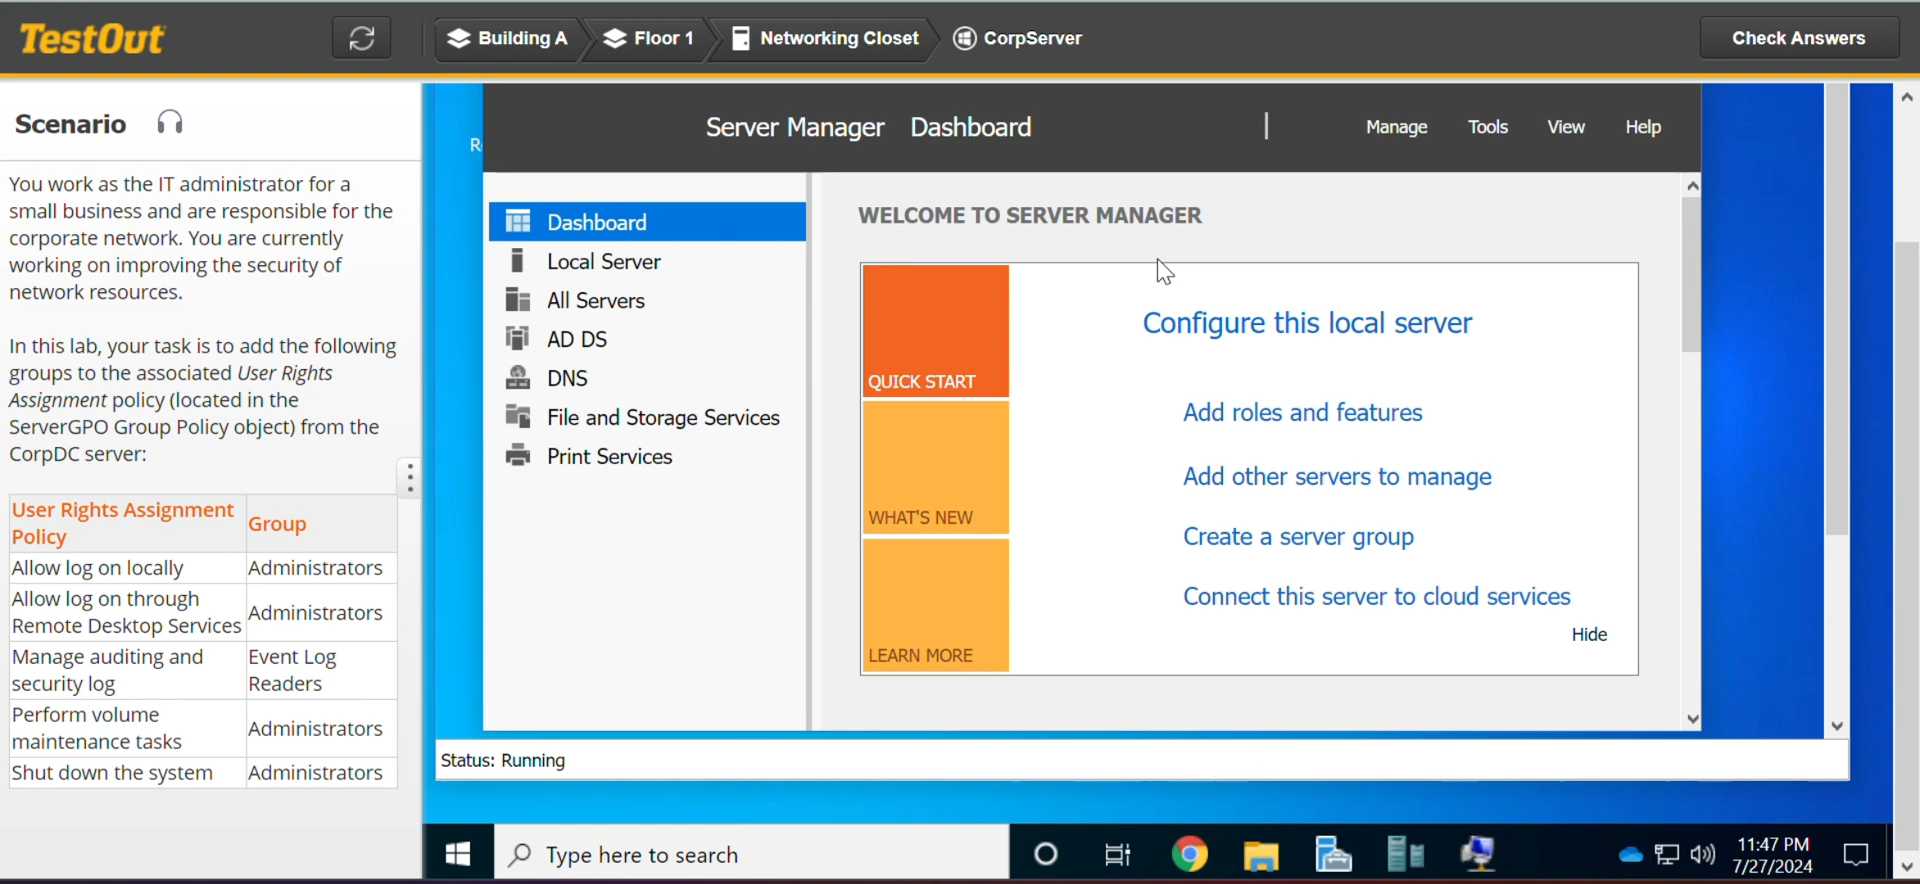 TestOut
Building A
Floor 1
Networking Closet
CorpServer
Check Answers
Scenario
You work as the IT administrator for a
small business and are responsible for the
corporate network. You are currently
working on improving the security of
network resources.
In this lab, your task is to add the following
groups to the associated User Rights
Assignment policy (located in the
ServerGPO Group Policy object) from the
CorpDC server:
User Rights Assignment
Policy
Group
Allow log on locally
Administrators
Allow log on through
Remote Desktop Services
Administrators
Manage auditing and
security log
Event Log
Readers
Perform volume
maintenance tasks
Administrators
Shut down the system
Administrators
Server Manager Dashboard
Manage
Tools
View
Help
Dashboard
Local Server
All Servers
AD DS
DNS
File and Storage Services
Print Services
WELCOME TO SERVER MANAGER
QUICK START
WHAT'S NEW
LEARN MORE
Configure this local server
Add roles and features
Add other servers to manage
Create a server group
Connect this server to cloud services
Hide
Status: Running
Type here to search
11:47 PM
7/27/2024